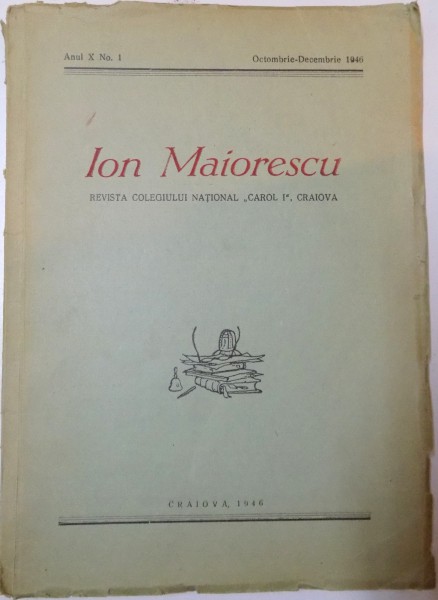 Anul X No. 1 Octombrie-Decembrie 1946
Ion Maiorescu
REVISTA COLEGIULUI NAȚIONAL „CAROL I", CRAIOVA
CRAIOVA, 1946